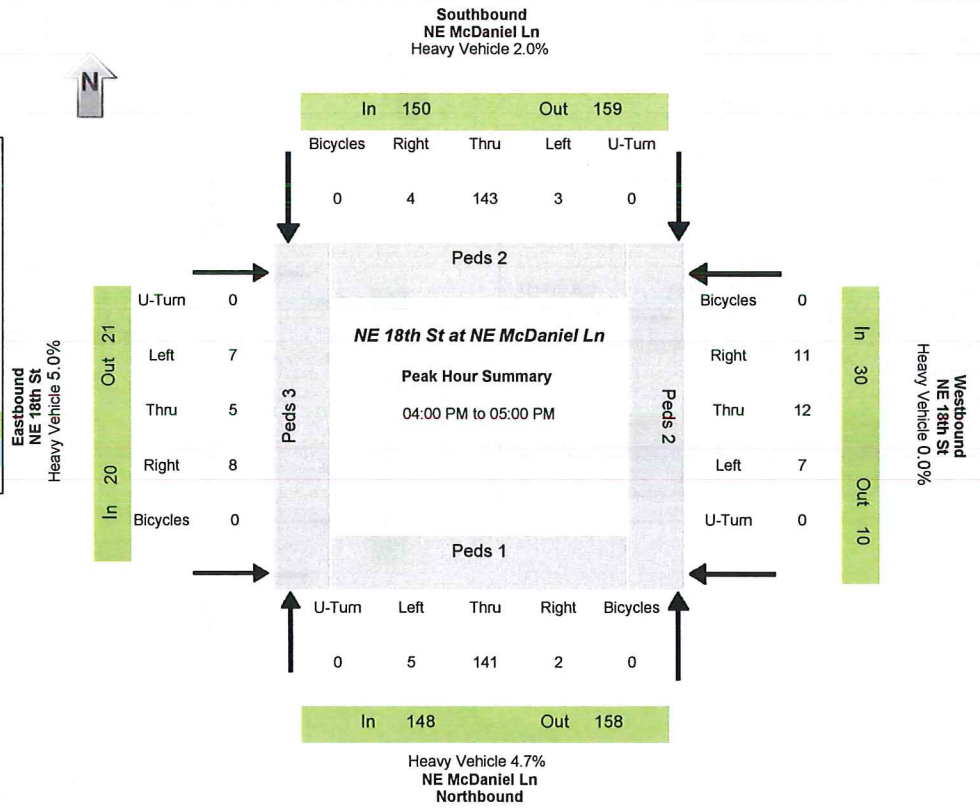 Southbound
NE McDaniel Ln
Heavy Vehicle 2.0%
N
In 150 Out 159
Bicycles Right Thru Left U-Turn
0 4 143 3 0
Peds 2
Eastbound
NE 18th St
Heavy Vehicle 5.0%
Out 21
In 20
U-Turn 0
Left 7
Thru 5
Right 8
Bicycles 0
Peds 3
NE 18th St at NE McDaniel Ln
Peak Hour Summary
04:00 PM to 05:00 PM
Peds 2
Bicycles 0
Right 11
Thru 12
Left 7
U-Turn 0
In 30
Out 10
Westbound
NE 18th St
Heavy Vehicle 0.0%
Peds 1
U-Turn Left Thru Right Bicycles
0 5 141 2 0
In 148 Out 158
Heavy Vehicle 4.7%
NE McDaniel Ln
Northbound